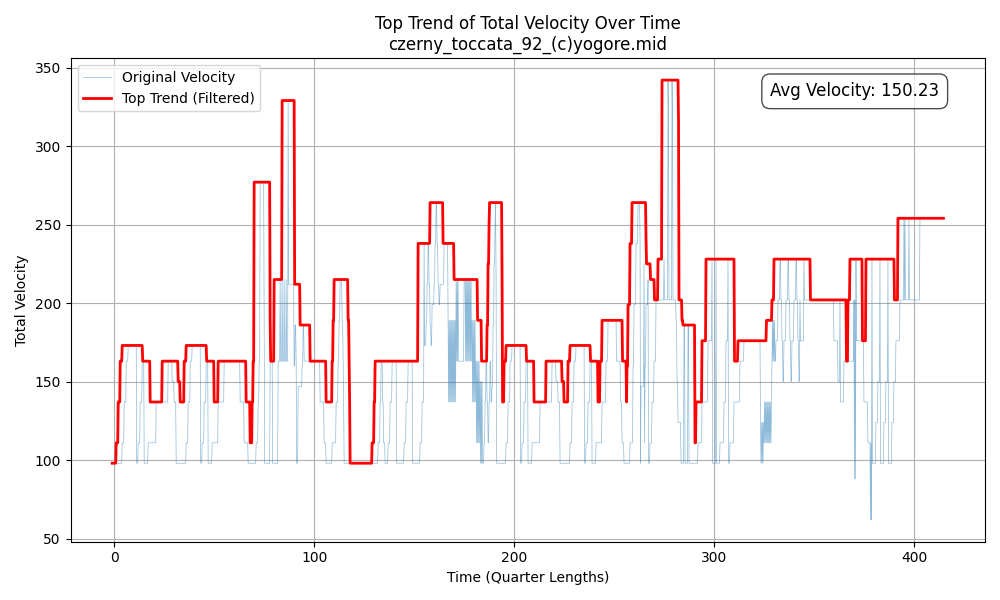 Top Trend of Total Velocity Over Time
czerny_toccata_92_(c)yogore.mid
Original Velocity
Top Trend (Filtered)
Avg Velocity: 150.23
Total Velocity
350
300
250
200
150
100
50
0
100
200
300
400
Time (Quarter Lengths)